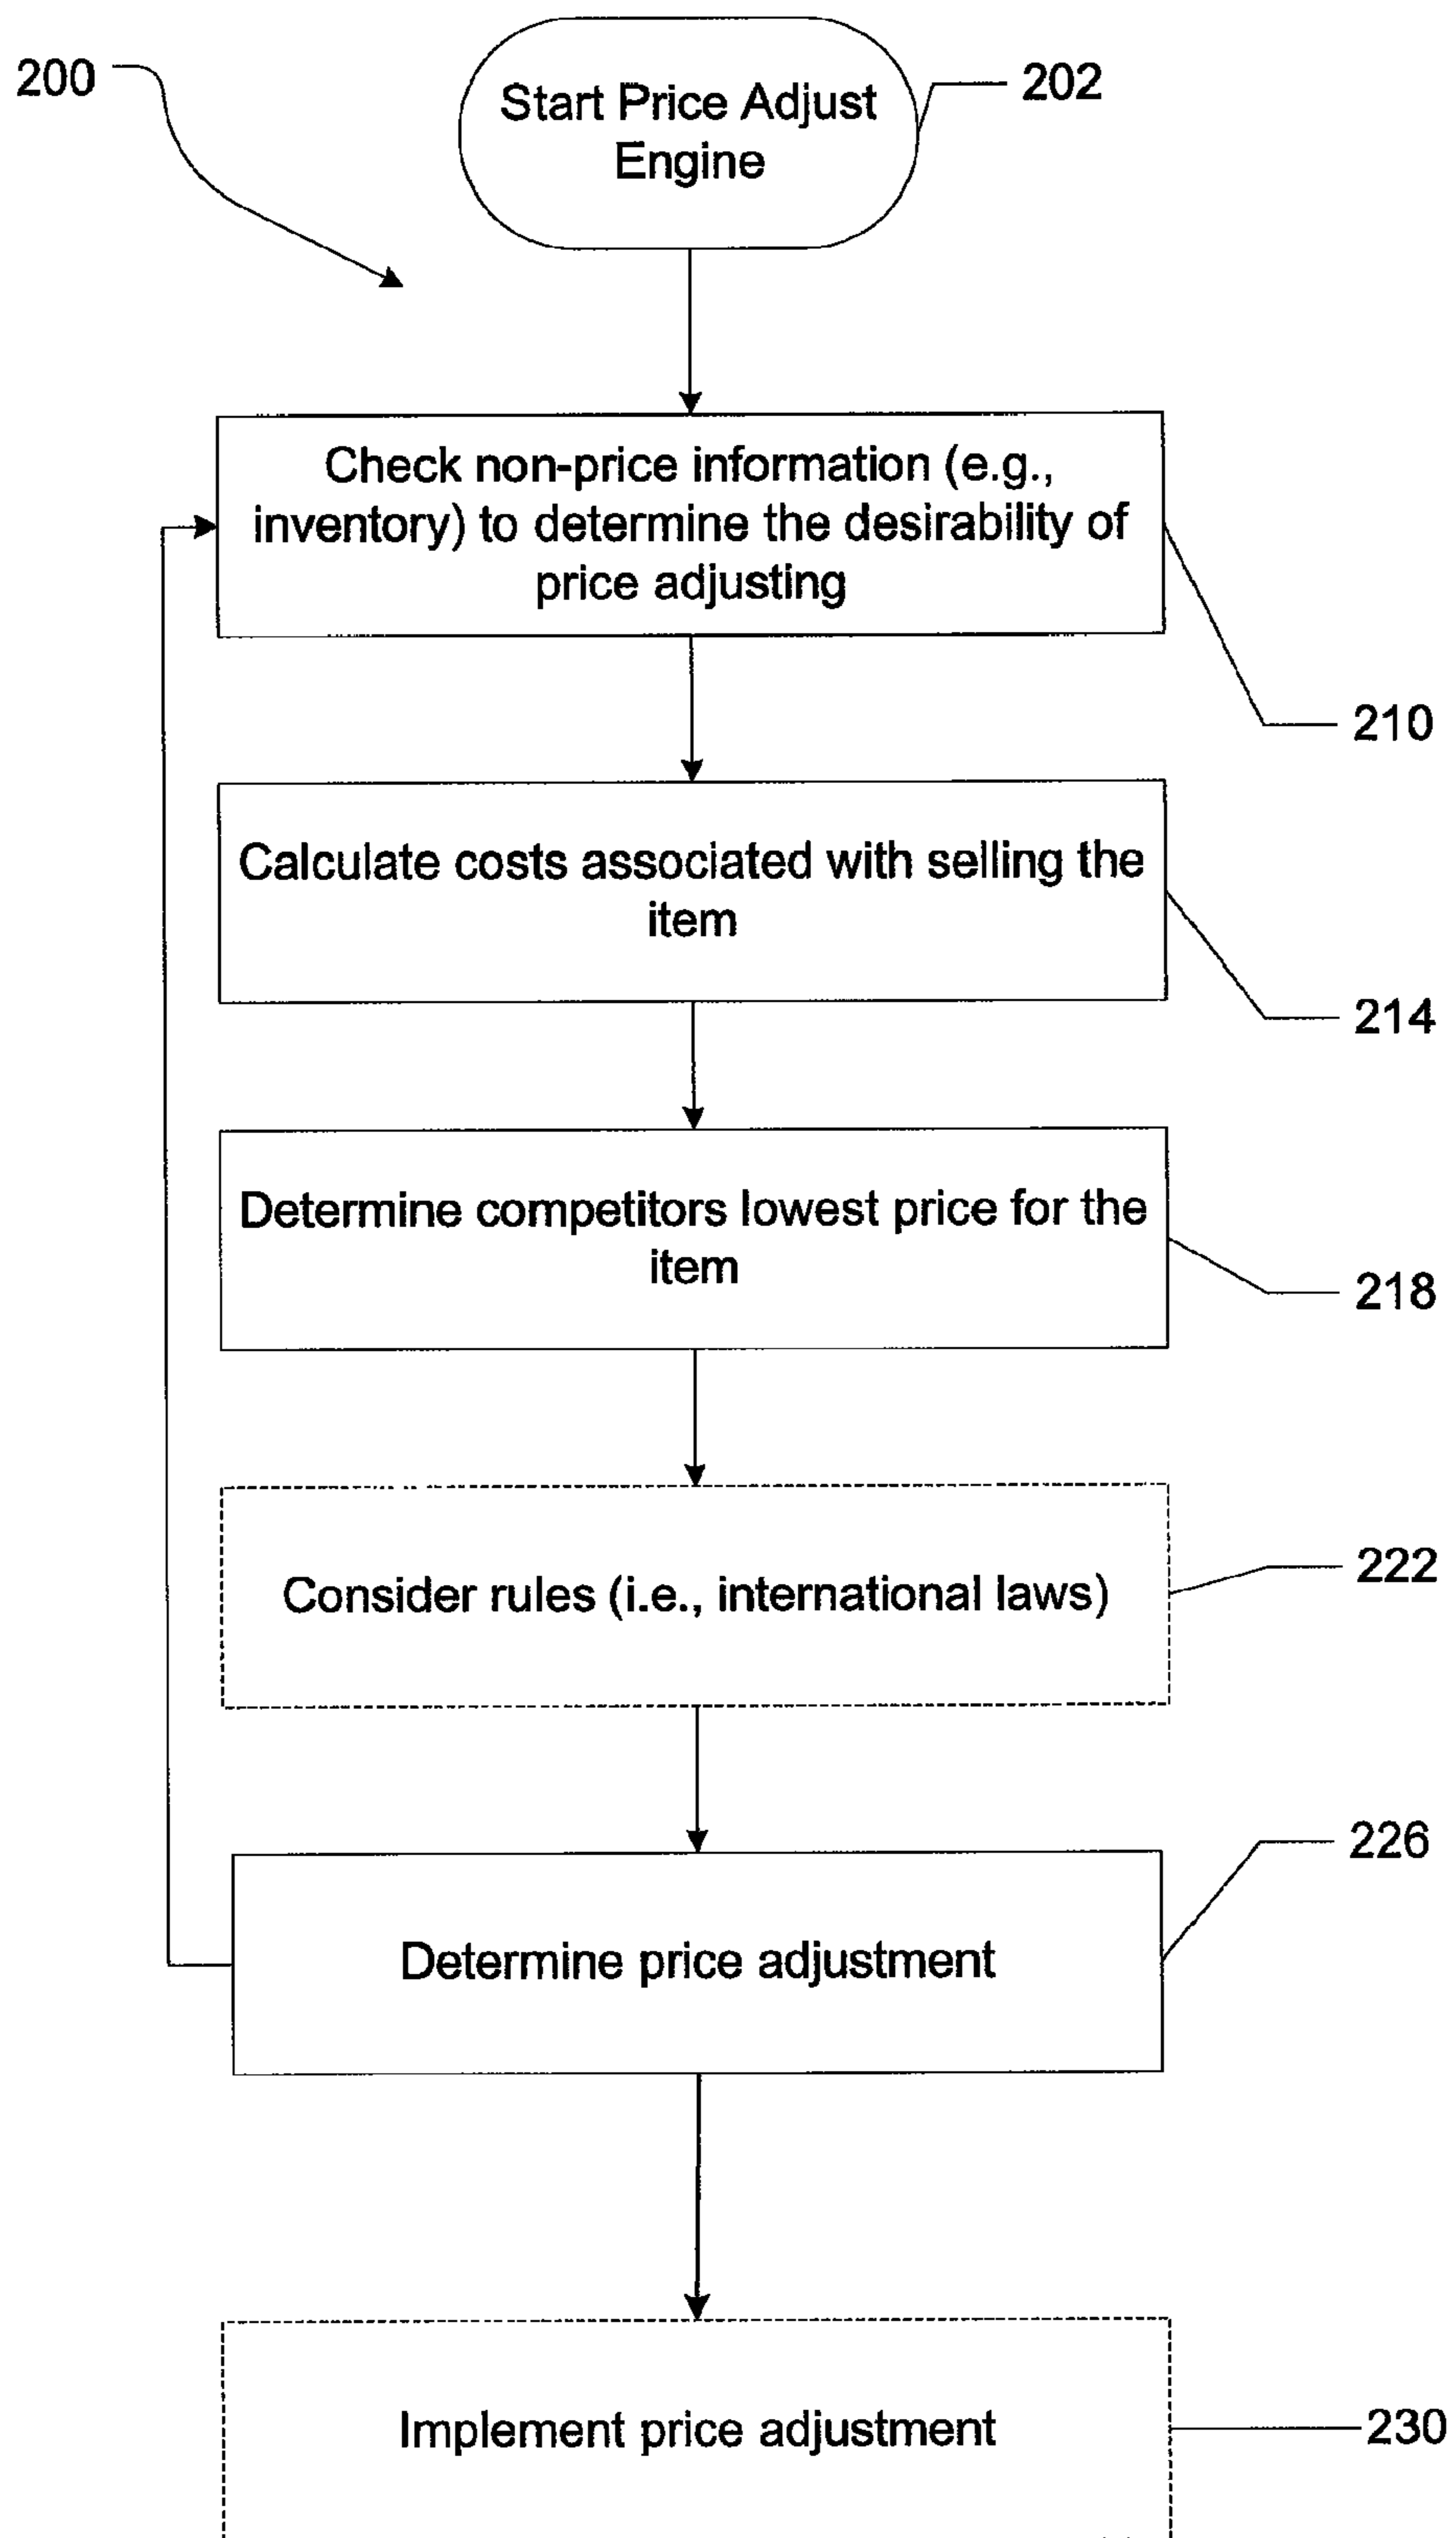 200
Start Price Adjust
Engine
202
Check non-price information (e.g.,
inventory) to determine the desirability of
price adjusting
210
Calculate costs associated with selling the
item
214
Determine competitors lowest price for the
item
218
Consider rules (i.e., international laws)
222
226
Determine price adjustment
Implement price adjustment
230